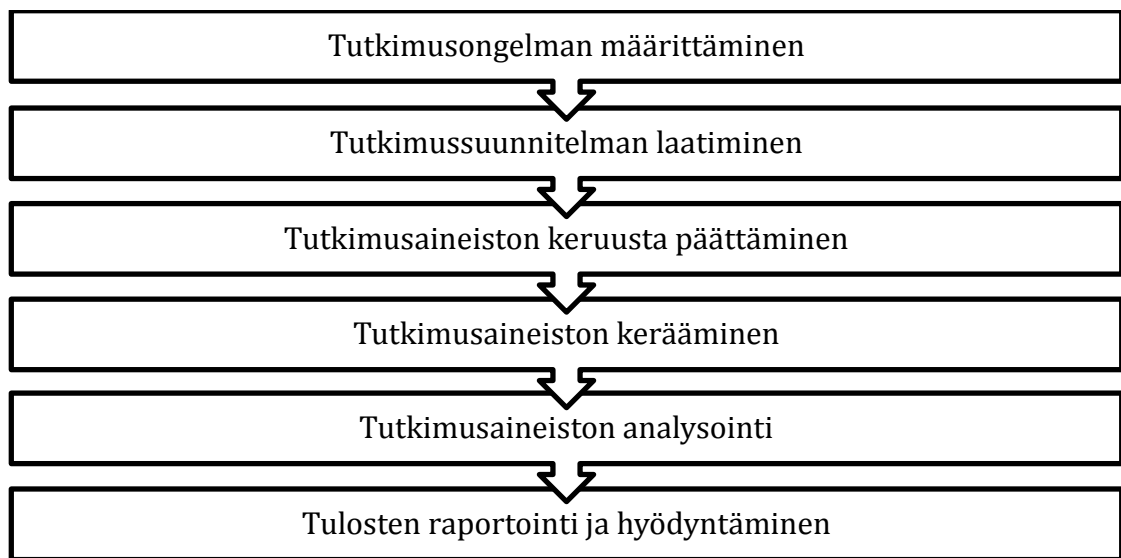 Tutkimusongelman määrittäminen
Tutkimussuunnitelman laatiminen
Tutkimusaineiston keruusta päättäminen
Tutkimusaineiston kerääminen
Tutkimusaineiston analysointi
Tulosten raportointi ja hyödyntäminen